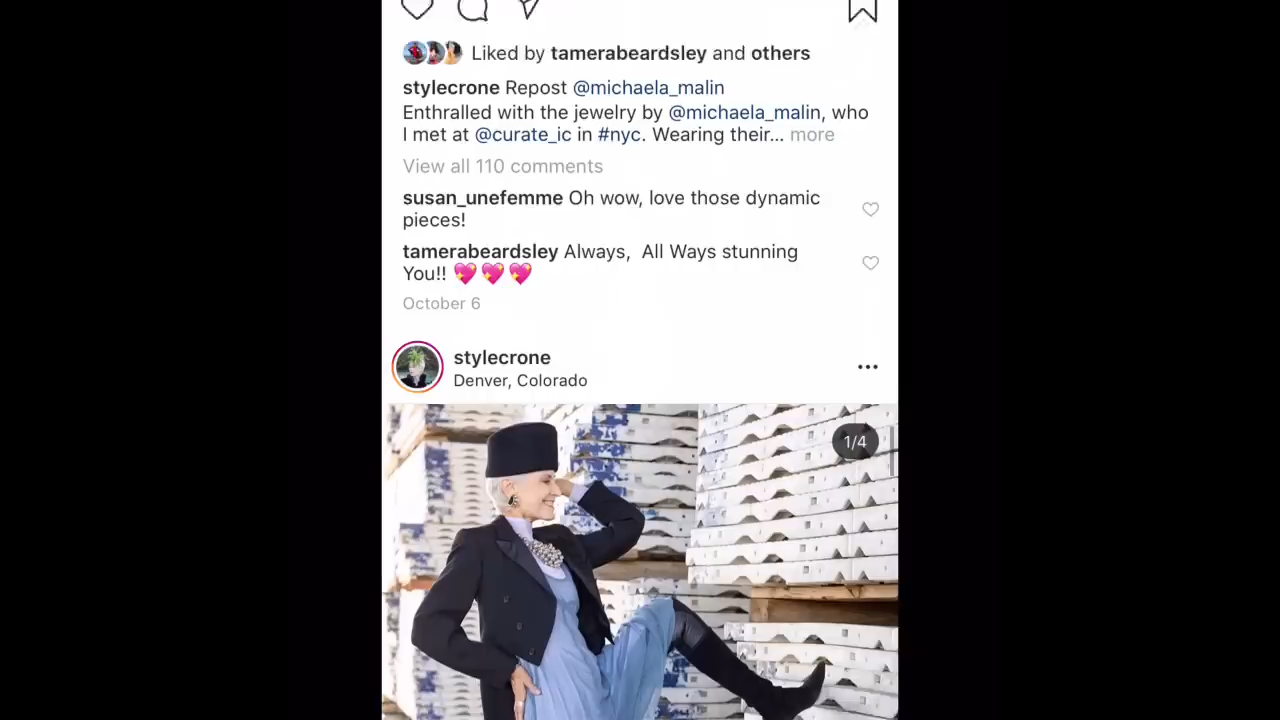 Liked by tamerabeardsley and others
stylecrone Repost @michaela_malin
Enthralled with the jewelry by @michaela_malin, who
I met at @curate_ic in #nyc. Wearing their... more
View all 110 comments
susan_unefemme Oh wow, love those dynamic
pieces!
tamerabeardsley Always, All Ways stunning
You!! 💖💖💖
October 6
stylecrone
Denver, Colorado
1/4